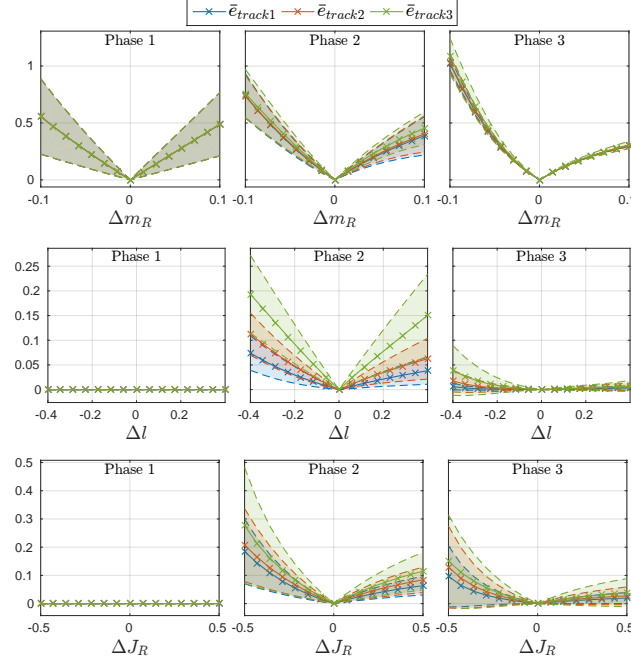 ē_track1 ē_track2 ē_track3
Phase 1 Phase 2 Phase 3
1
0.5
0
-0.1 0 0.1 -0.1 0 0.1 -0.1 0 0.1
Δm_R Δm_R Δm_R
Phase 1 Phase 2 Phase 3
0.25
0.2
0.15
0.1
0.05
0
-0.4 -0.2 0 0.2 -0.4 -0.2 0 0.2 -0.4 -0.2 0 0.2
Δl Δl Δl
Phase 1 Phase 2 Phase 3
0.5
0.4
0.3
0.2
0.1
0
-0.5 0 0.5 -0.5 0 0.5 -0.5 0 0.5
ΔJ_R ΔJ_R ΔJ_R